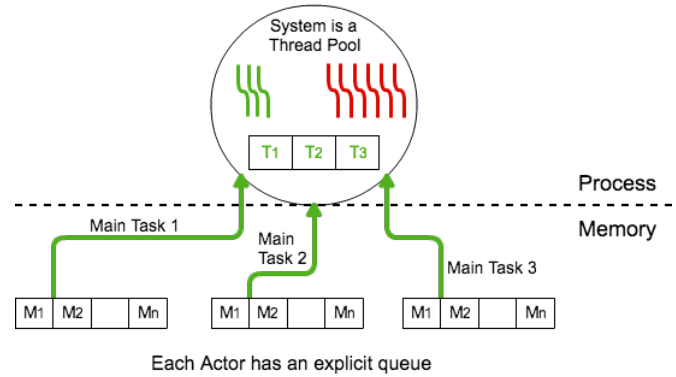 System is a
Thread Pool
T1 T2 T3
Process
Memory
Main Task 1
Main
Task 2
Main Task 3
M1 M2 Mn
M1 M2 Mn
M1 M2 Mn
Each Actor has an explicit queue